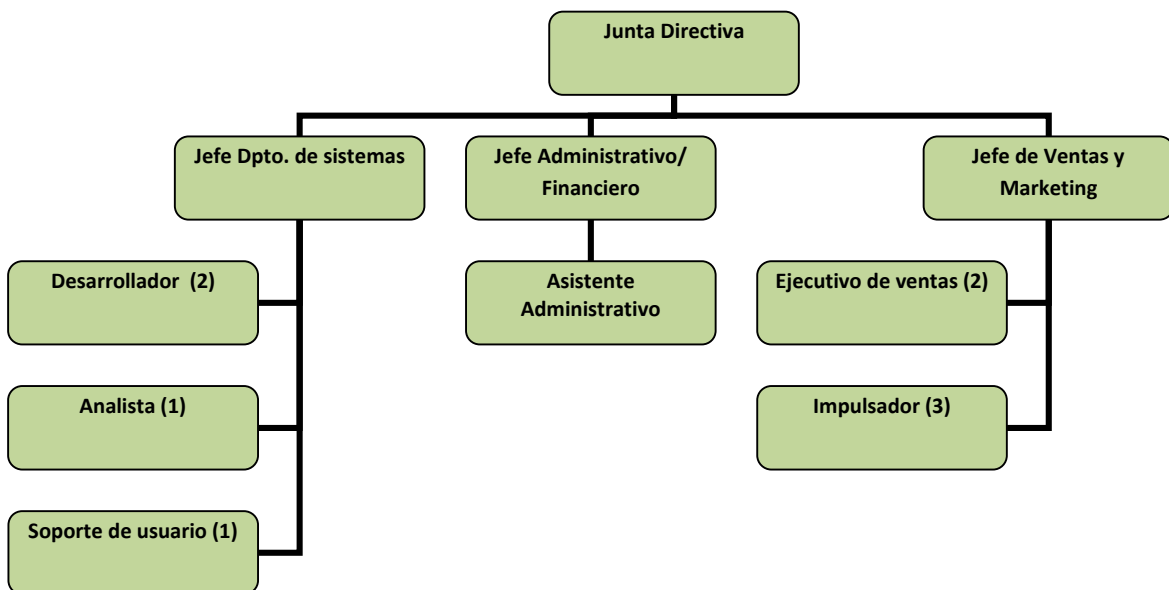 Junta Directiva
Jefe Dpto. de sistemas
Jefe Administrativo/
Financiero
Jefe de Ventas y
Marketing
Desarrollador (2)
Asistente
Administrativo
Ejecutivo de ventas (2)
Analista (1)
Impulsador (3)
Soporte de usuario (1)